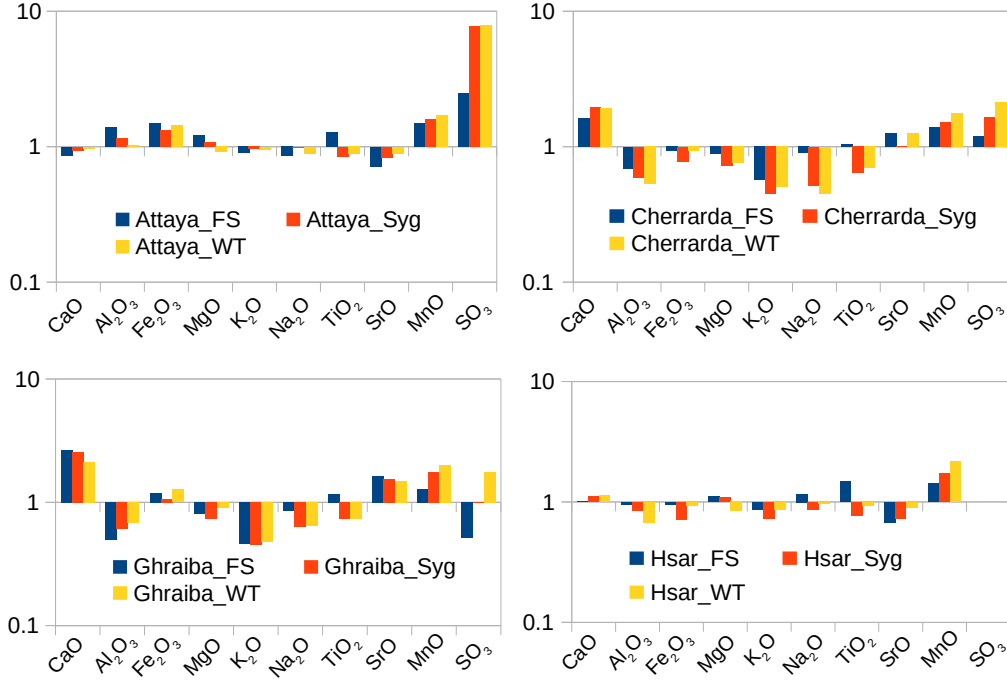 10
1
0.1
Attaya_FS Attaya_Syg
Attaya_WT
CaO Al₂O₃ Fe₂O₃ MgO K₂O Na₂O TiO₂ SrO MnO SO₃
10
1
0.1
Cherrarda_FS Cherrarda_Syg
Cherrarda_WT
CaO Al₂O₃ Fe₂O₃ MgO K₂O Na₂O TiO₂ SrO MnO SO₃
10
1
0.1
Ghraiba_FS Ghraiba_Syg
Ghraiba_WT
CaO Al₂O₃ Fe₂O₃ MgO K₂O Na₂O TiO₂ SrO MnO SO₃
10
1
0.1
Hsar_FS Hsar_Syg
Hsar_WT
CaO Al₂O₃ Fe₂O₃ MgO K₂O Na₂O TiO₂ SrO MnO